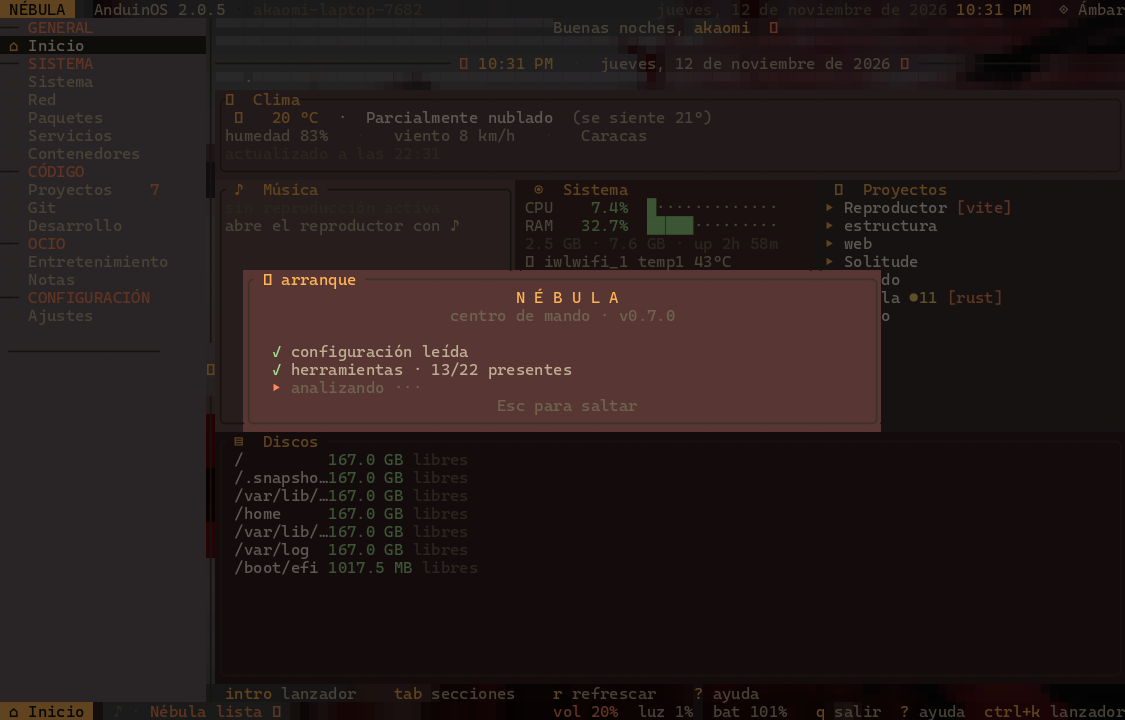 NÉBULA AnduinOS 2.0.5 · akaomi-laptop-7682 jueves, 12 de noviembre de 2026 10:31 PM ◈ Ámbar
GENERAL
⌂ Inicio
SISTEMA
Sistema
Red
Paquetes
Servicios
Contenedores
CÓDIGO
Proyectos 7
Git
Desarrollo
OCIO
Entretenimiento
Notas
CONFIGURACIÓN
Ajustes
Buenas noches, akaomi
10:31 PM · jueves, 12 de noviembre de 2026
Clima
20 °C · Parcialmente nublado (se siente 21°)
humedad 83% · viento 8 km/h · Caracas
actualizado a las 22:31
♪ Música
sin reproducción activa
abre el reproductor con ♪
Sistema
CPU 7.4%
RAM 32.7%
2.5 GB · 7.6 GB · up 2h 58m
iwlwifi_1 temp1 43°C
Proyectos
▸ Reproductor [vite]
▸ estructura
▸ web
▸ Solitude
do
la ●11 [rust]
o
arranque
N É B U L A
centro de mando · v0.7.0
✓ configuración leída
✓ herramientas · 13/22 presentes
▸ analizando ···
Esc para saltar
Discos
/ 167.0 GB libres
/.snapsho…167.0 GB libres
/var/lib/…167.0 GB libres
/home 167.0 GB libres
/var/lib/…167.0 GB libres
/var/log 167.0 GB libres
/boot/efi 1017.5 MB libres
intro lanzador tab secciones r refrescar ? ayuda
⌂ Inicio ♪ · Nébula lista vol 20% luz 1% bat 101% q salir ? ayuda ctrl+k lanzador